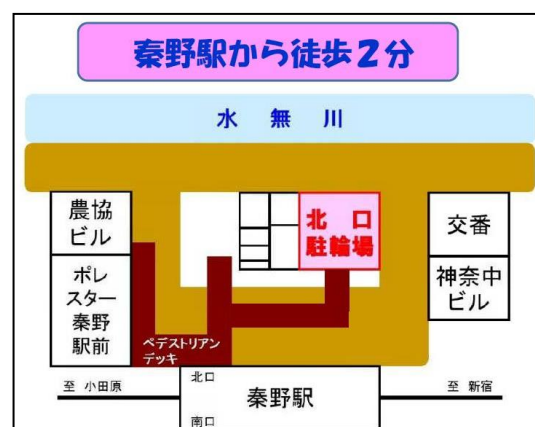 秦野駅から徒歩2分
水無川
農協
ビル
北口
駐輪場
交番
ポレ
スター
秦野
駅前
神奈中
ビル
ペデストリアン
デッキ
北口
至 小田原
秦野駅
至 新宿
南口